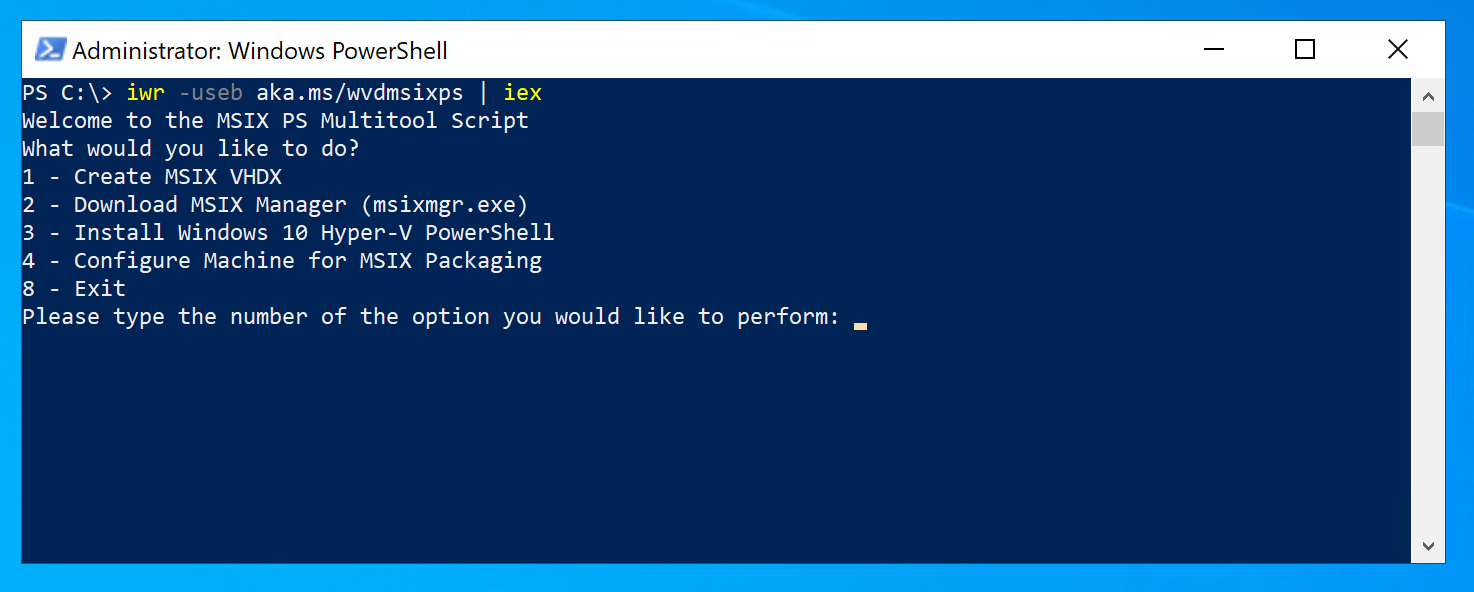 Administrator: Windows PowerShell
PS C:\> iwr -useb aka.ms/wvdmsixps | iex
Welcome to the MSIX PS Multitool Script
What would you like to do?
1 - Create MSIX VHDX
2 - Download MSIX Manager (msixmgr.exe)
3 - Install Windows 10 Hyper-V PowerShell
4 - Configure Machine for MSIX Packaging
8 - Exit
Please type the number of the option you would like to perform: